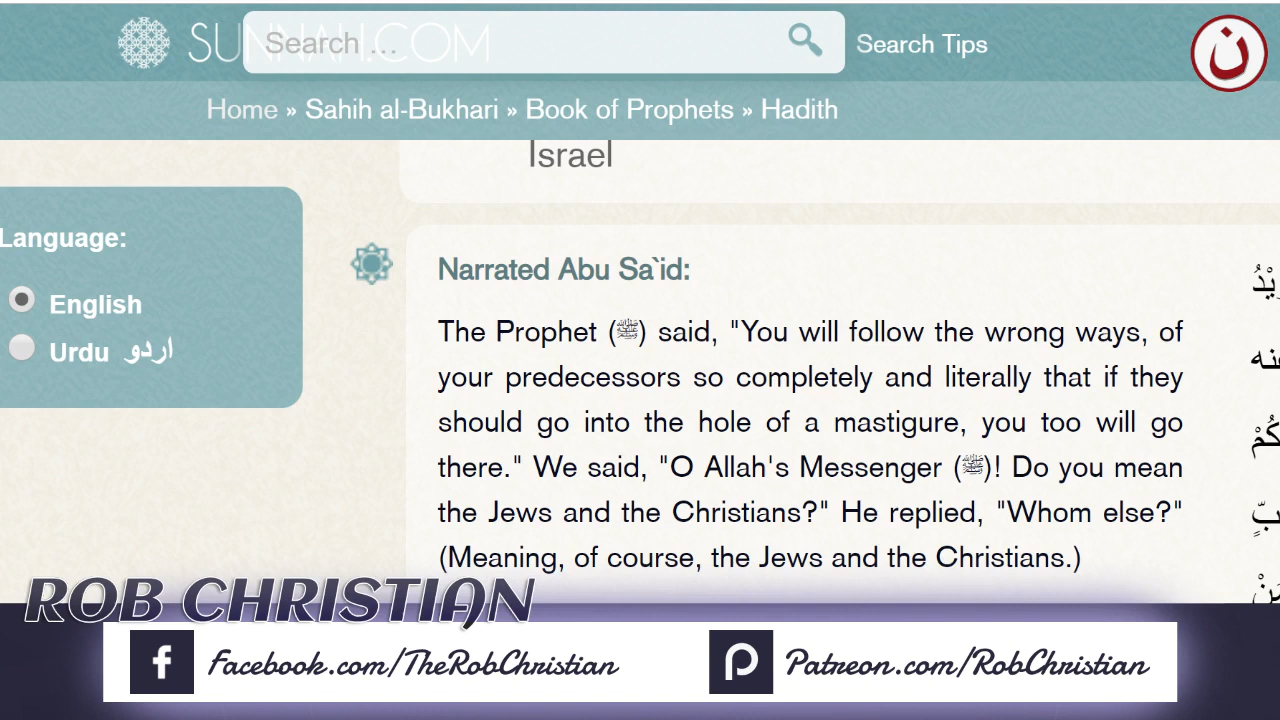 SUNNAH.COM
Search ...
Search Tips
ن
Home » Sahih al-Bukhari » Book of Prophets » Hadith
Israel
Language:
English
Urdu اردو
Narrated Abu Sa`id:
The Prophet (ﷺ) said, "You will follow the wrong ways, of
your predecessors so completely and literally that if they
should go into the hole of a mastigure, you too will go
there." We said, "O Allah's Messenger (ﷺ)! Do you mean
the Jews and the Christians?" He replied, "Whom else?"
(Meaning, of course, the Jews and the Christians.)
ROB CHRISTIAN
Facebook.com/TheRobChristian
Patreon.com/RobChristian